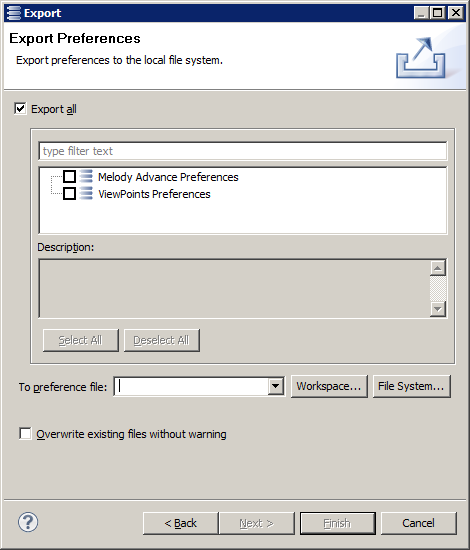 Export
Export Preferences
Export preferences to the local file system.
Export all
type filter text
Melody Advance Preferences
ViewPoints Preferences
Description:
Select All Deselect All
To preference file: Workspace... File System...
Overwrite existing files without warning
? < Back Next > Finish Cancel